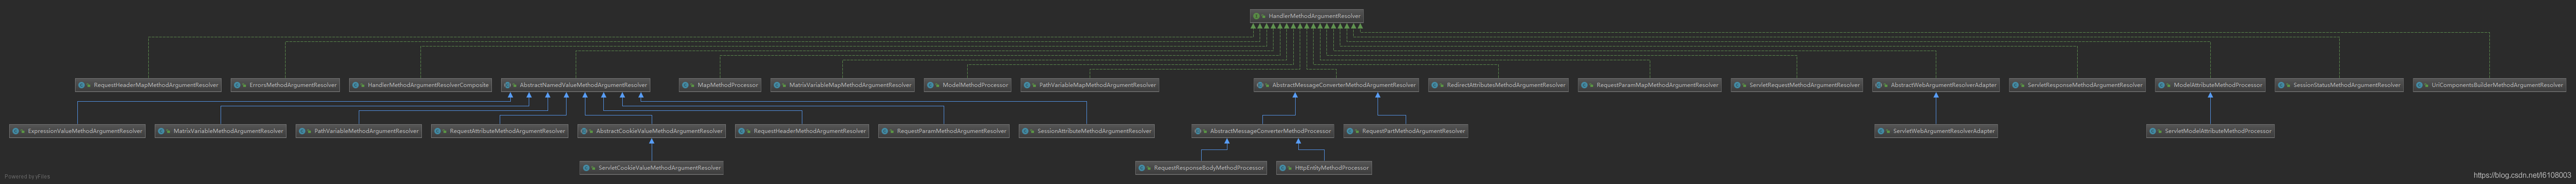 HandlerMethodArgumentResolver
RequestHeaderMapMethodArgumentResolver
ErrorsMethodArgumentResolver
HandlerMethodArgumentResolverComposite
AbstractNamedValueMethodArgumentResolver
MapMethodProcessor
MatrixVariableMapMethodArgumentResolver
ModelMethodProcessor
PathVariableMapMethodArgumentResolver
AbstractMessageConverterMethodArgumentResolver
RedirectAttributesMethodArgumentResolver
RequestParamMapMethodArgumentResolver
ServletRequestMethodArgumentResolver
AbstractWebArgumentResolverAdapter
ServletResponseMethodArgumentResolver
ModelAttributeMethodProcessor
SessionStatusMethodArgumentResolver
UriComponentsBuilderMethodArgumentResolver
ExpressionValueMethodArgumentResolver
MatrixVariableMethodArgumentResolver
PathVariableMethodArgumentResolver
RequestAttributeMethodArgumentResolver
AbstractCookieValueMethodArgumentResolver
RequestHeaderMethodArgumentResolver
RequestParamMethodArgumentResolver
SessionAttributeMethodArgumentResolver
AbstractMessageConverterMethodProcessor
RequestPartMethodArgumentResolver
ServletWebArgumentResolverAdapter
ServletModelAttributeMethodProcessor
ServletCookieValueMethodArgumentResolver
RequestResponseBodyMethodProcessor
HttpEntityMethodProcessor
Powered by yFiles
https://blog.csdn.net/l6108003